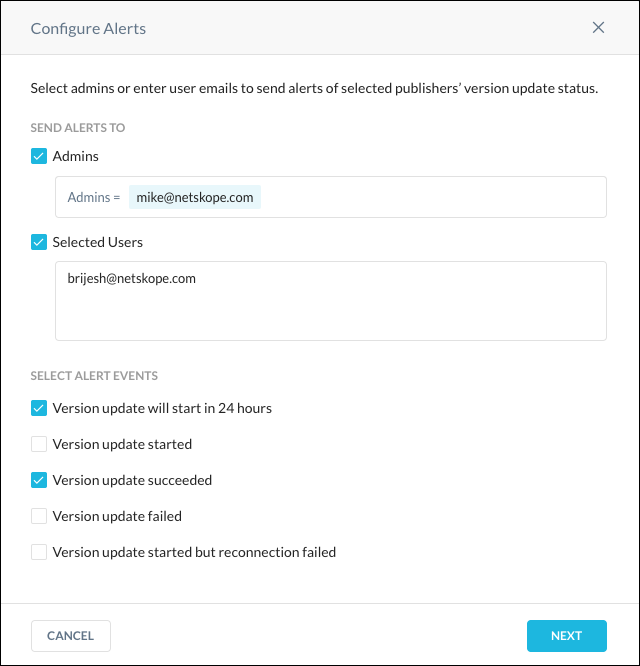 Configure Alerts
Select admins or enter user emails to send alerts of selected publishers’ version update status.
SEND ALERTS TO
Admins
Admins = mike@netskope.com
Selected Users
brijesh@netskope.com
SELECT ALERT EVENTS
Version update will start in 24 hours
Version update started
Version update succeeded
Version update failed
Version update started but reconnection failed
CANCEL NEXT